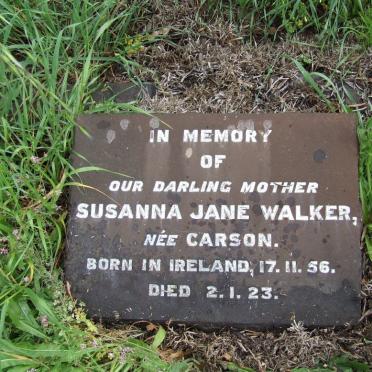 IN MEMORY
OF
OUR DARLING MOTHER
SUSANNA JANE WALKER,
NÉE CARSON.
BORN IN IRELAND, 17. 11. 56.
DIED 2. 1. 23.